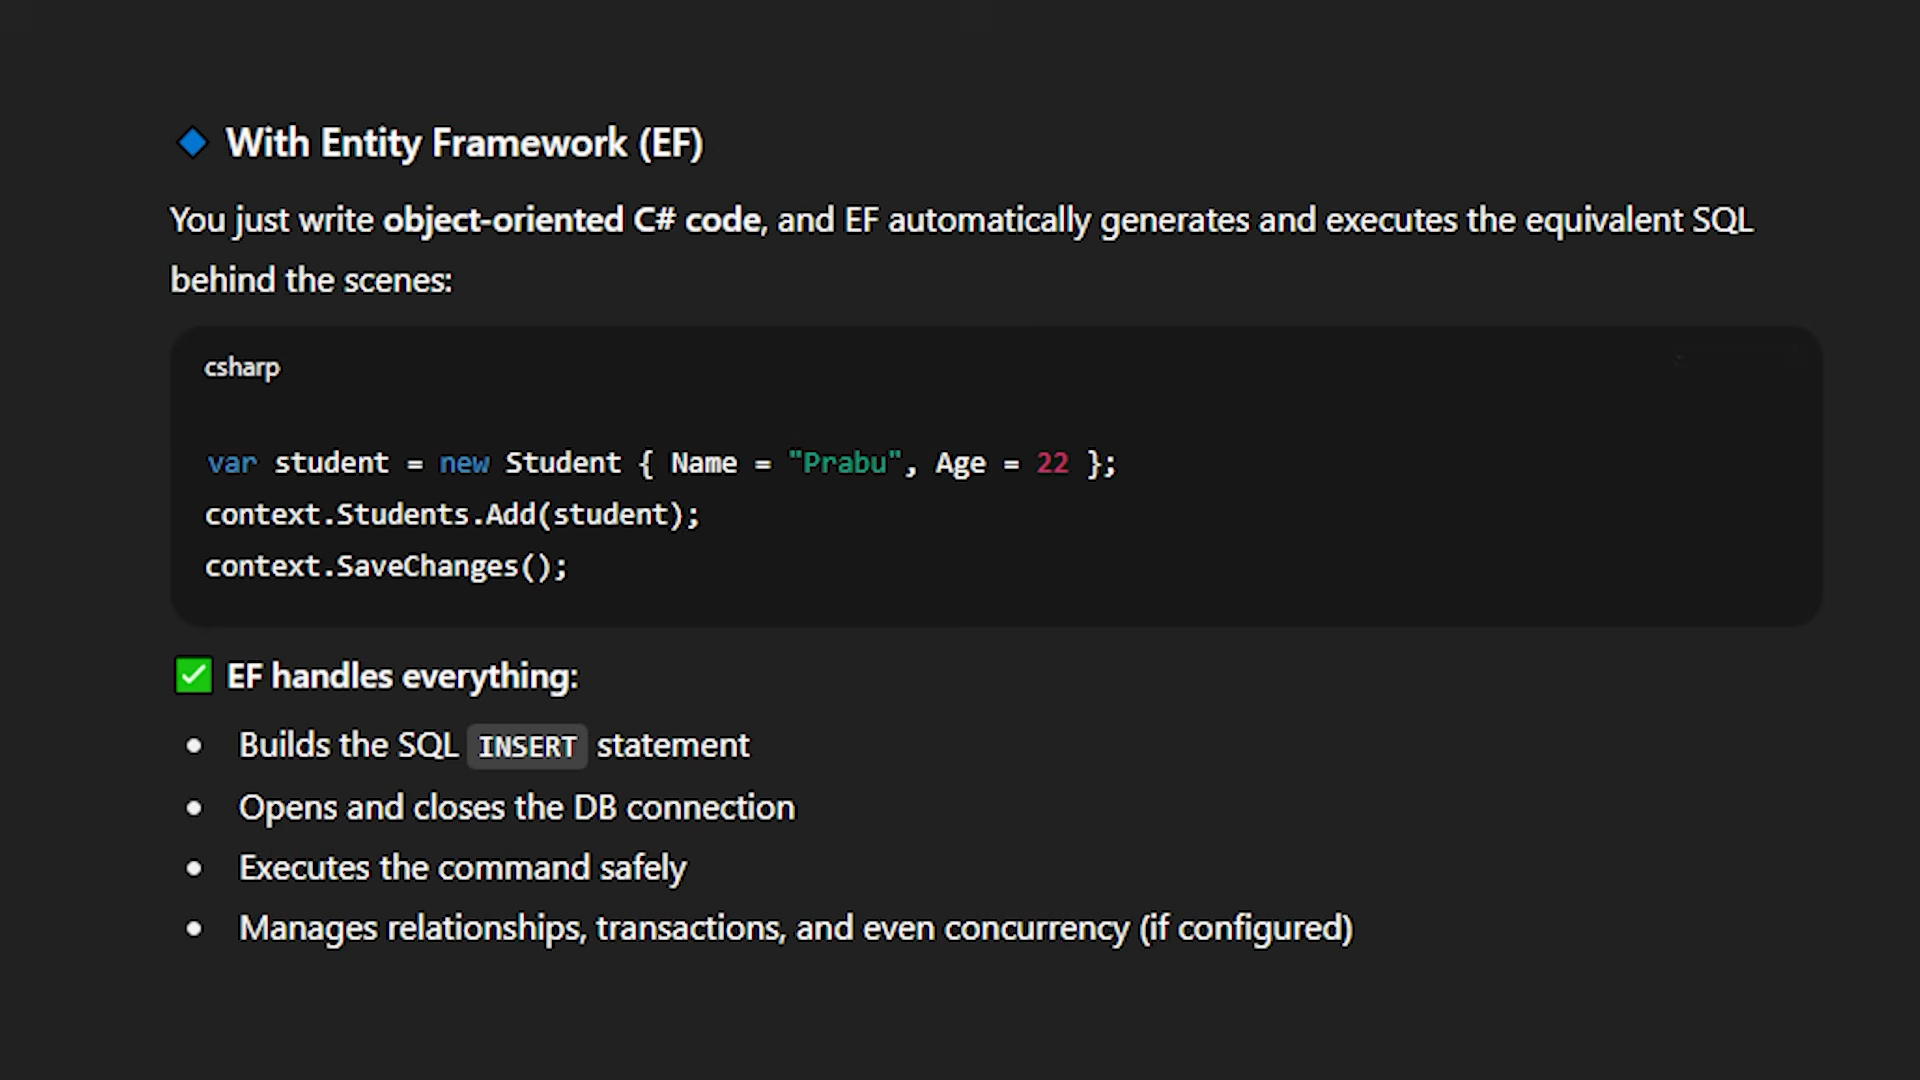 With Entity Framework (EF)
You just write object-oriented C# code, and EF automatically generates and executes the equivalent SQL
behind the scenes:
csharp
var student = new Student { Name = "Prabu", Age = 22 };
context.Students.Add(student);
context.SaveChanges();
EF handles everything:
Builds the SQL INSERT statement
Opens and closes the DB connection
Executes the command safely
Manages relationships, transactions, and even concurrency (if configured)